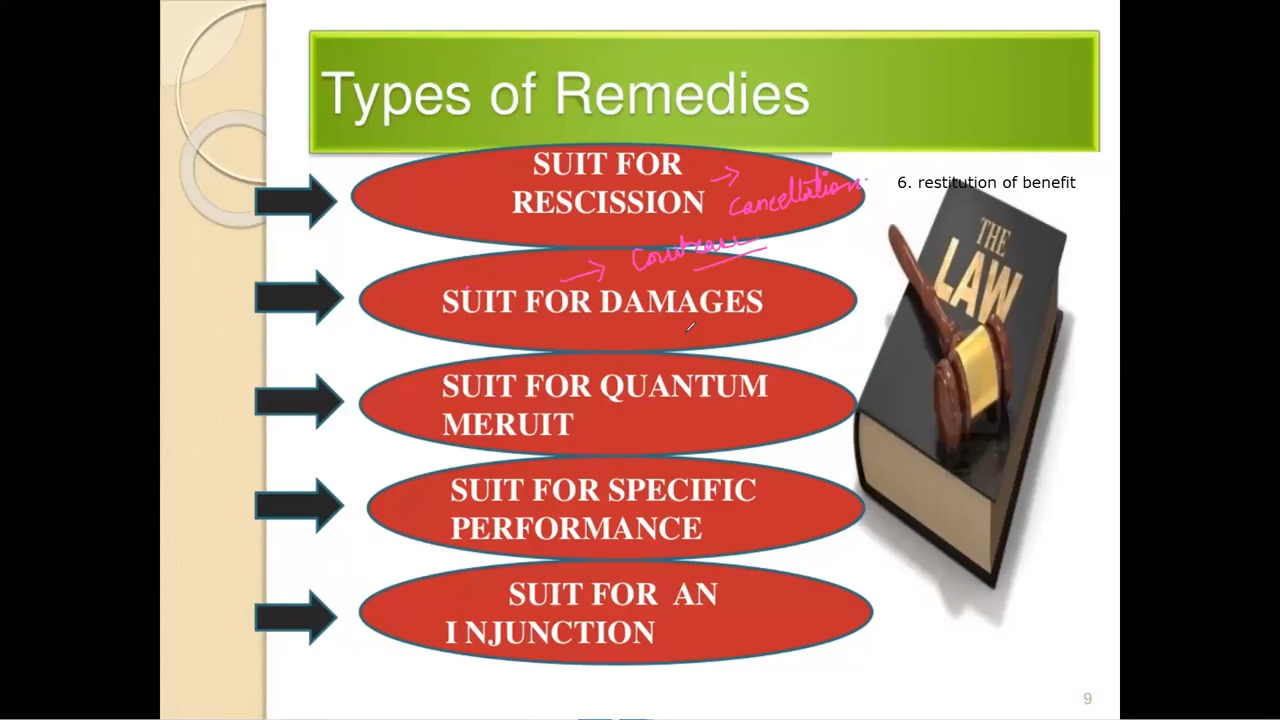 Types of Remedies
SUIT FOR
RESCISSION
→ Cancellation
6. restitution of benefit
THE
LAW
SUIT FOR DAMAGES
SUIT FOR QUANTUM
MERUIT
SUIT FOR SPECIFIC
PERFORMANCE
SUIT FOR AN
I NJUNCTION
9